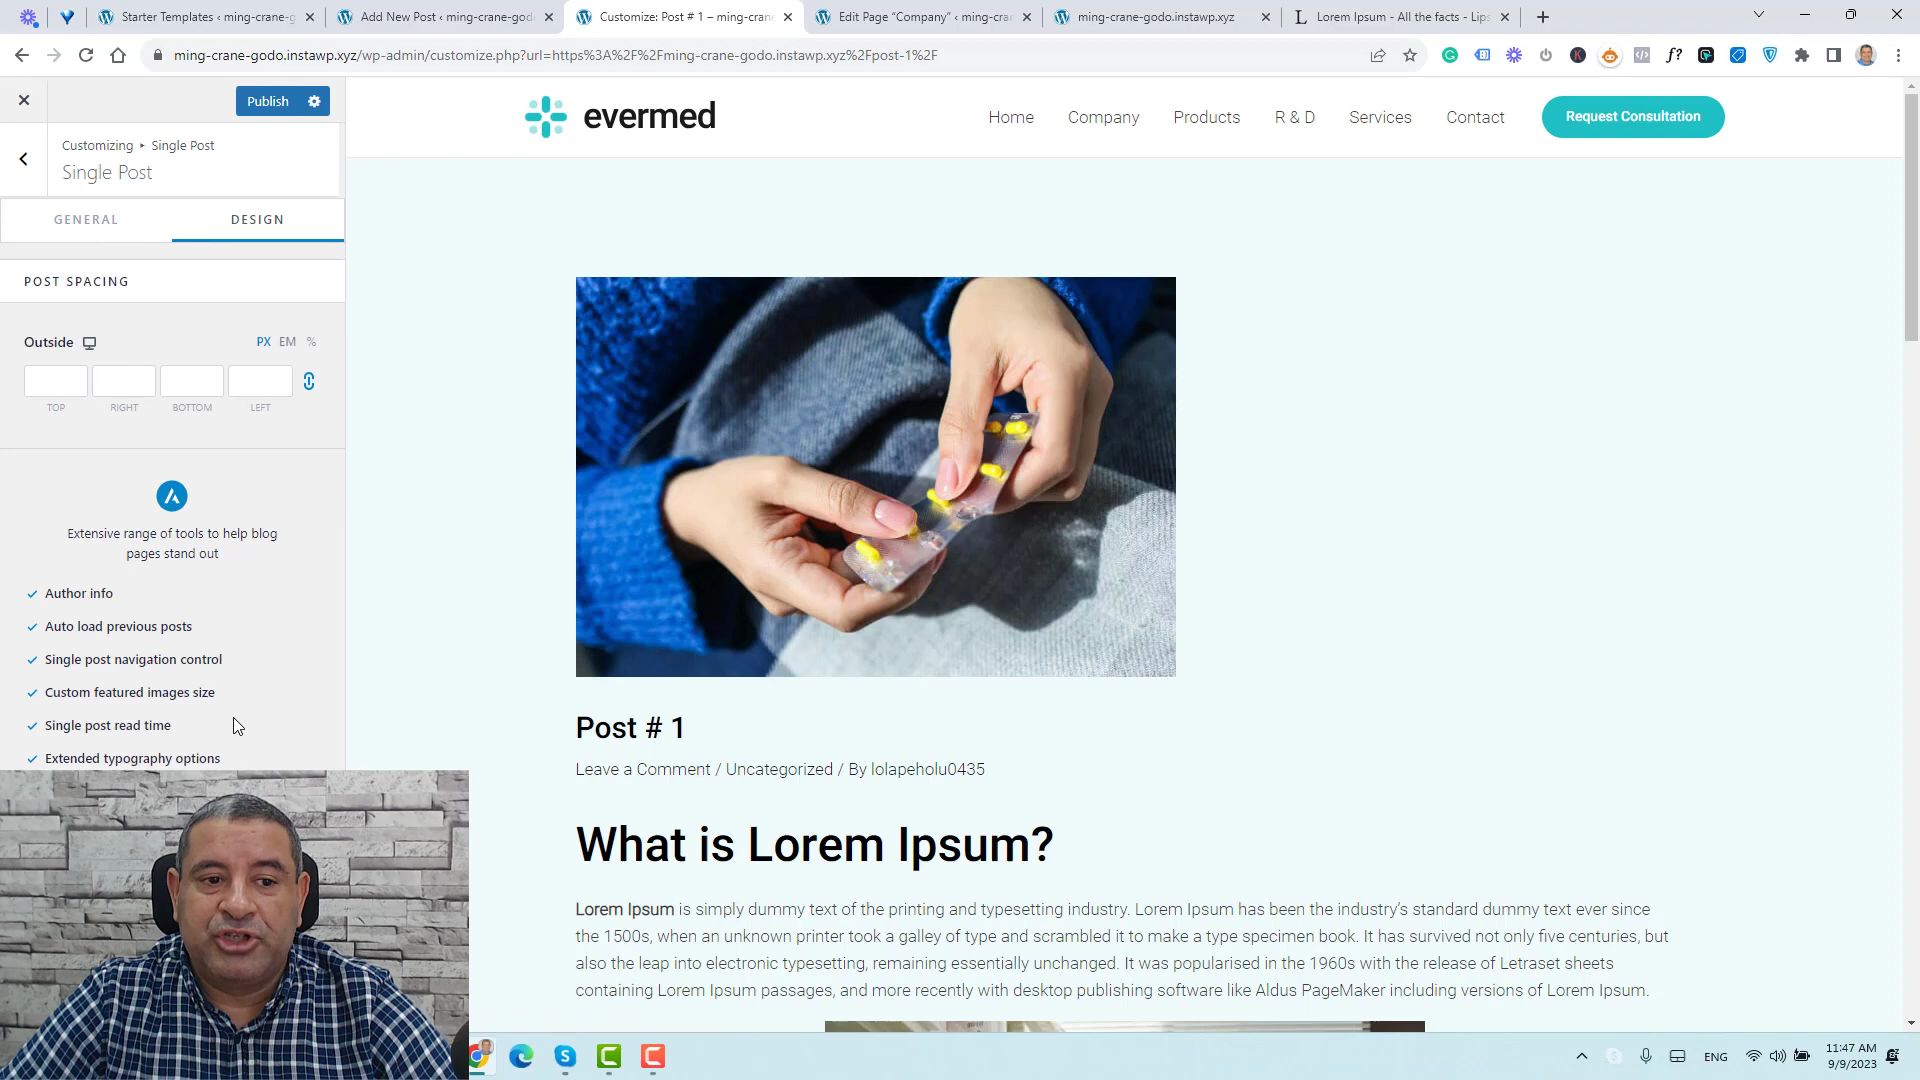 Starter Templates ‹ ming-crane-g
Add New Post ‹ ming-crane-god
Customize: Post # 1 – ming-crane
Edit Page “Company” ‹ ming-cra
ming-crane-godo.instawp.xyz
Lorem Ipsum - All the facts - Lips
ming-crane-godo.instawp.xyz/wp-admin/customize.php?url=https%3A%2F%2Fming-crane-godo.instawp.xyz%2Fpost-1%2F
Publish
Customizing ▸ Single Post
Single Post
GENERAL
DESIGN
POST SPACING
Outside
PX EM %
TOP
RIGHT
BOTTOM
LEFT
Extensive range of tools to help blog
pages stand out
Author info
Auto load previous posts
Single post navigation control
Custom featured images size
Single post read time
Extended typography options
evermed
Home
Company
Products
R & D
Services
Contact
Request Consultation
Post # 1
Leave a Comment / Uncategorized / By lolapeholu0435
What is Lorem Ipsum?
Lorem Ipsum is simply dummy text of the printing and typesetting industry. Lorem Ipsum has been the industry’s standard dummy text ever since
the 1500s, when an unknown printer took a galley of type and scrambled it to make a type specimen book. It has survived not only five centuries, but
also the leap into electronic typesetting, remaining essentially unchanged. It was popularised in the 1960s with the release of Letraset sheets
containing Lorem Ipsum passages, and more recently with desktop publishing software like Aldus PageMaker including versions of Lorem Ipsum.
ENG
11:47 AM
9/9/2023